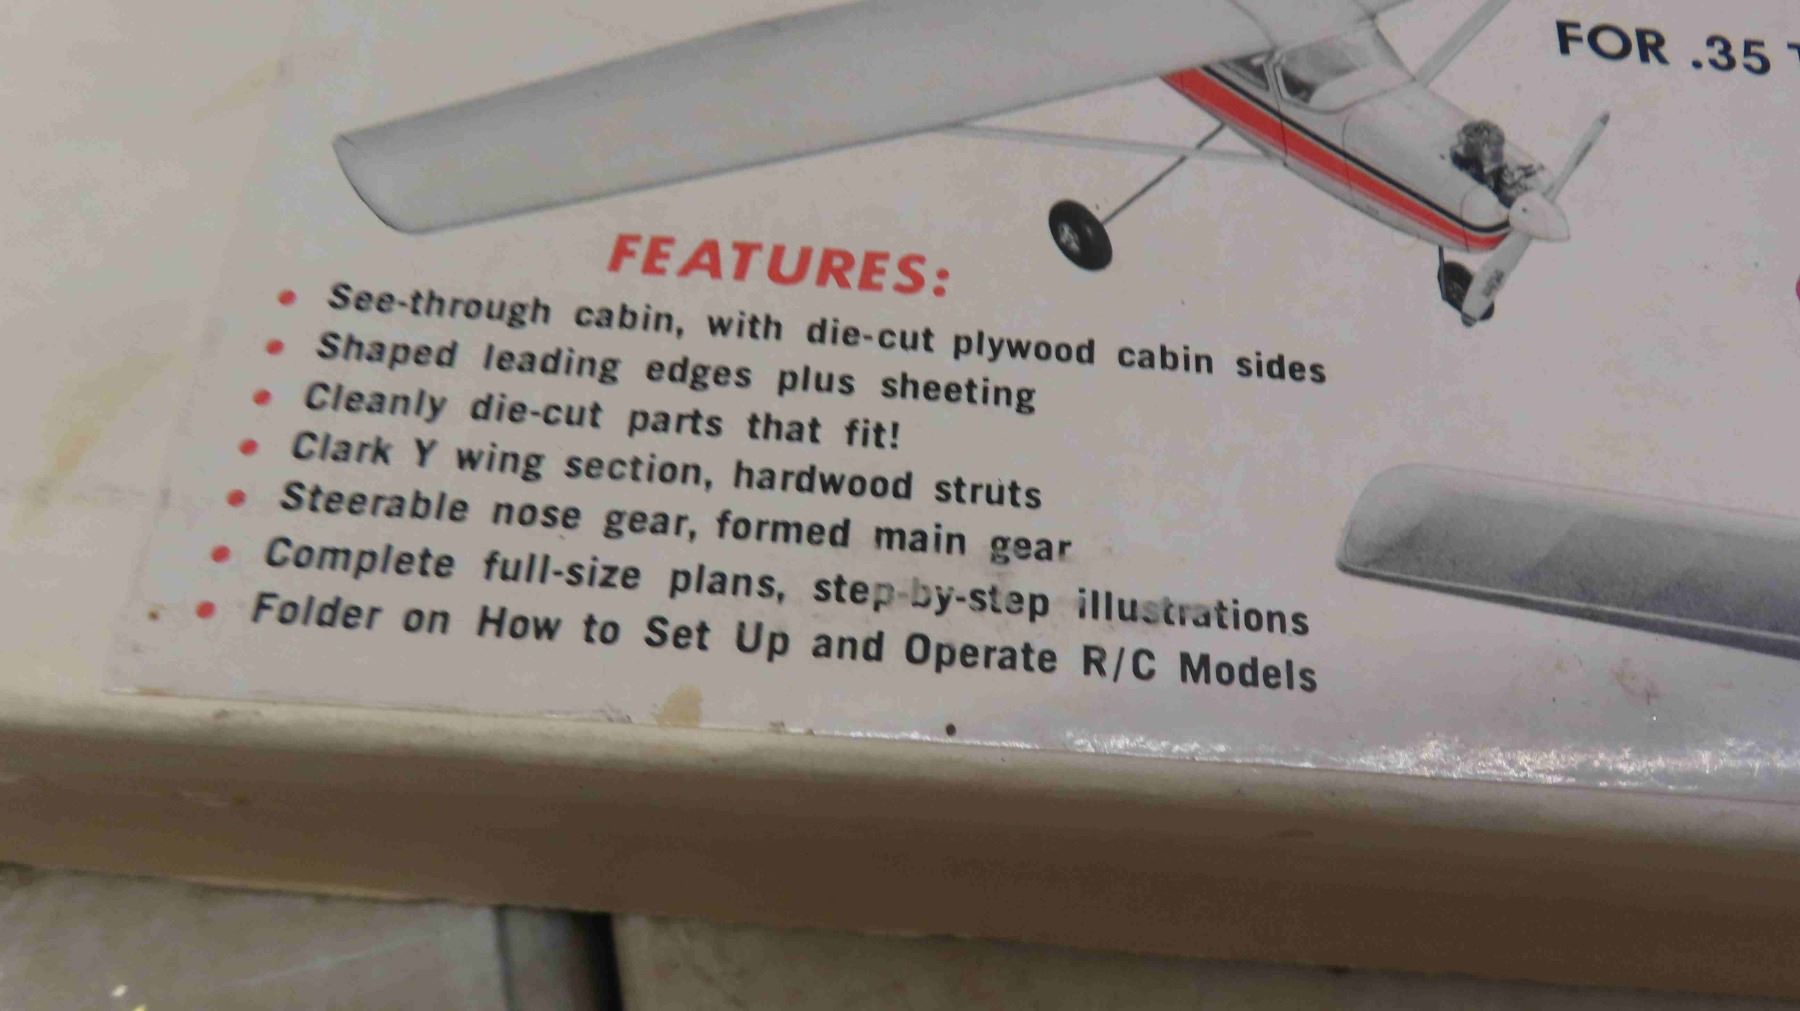 FOR .35
FEATURES:
• See-through cabin, with die-cut plywood cabin sides
• Shaped leading edges plus sheeting
• Cleanly die-cut parts that fit!
• Clark Y wing section, hardwood struts
• Steerable nose gear, formed main gear
• Complete full-size plans, step-by-step illustrations
• Folder on How to Set Up and Operate R/C Models